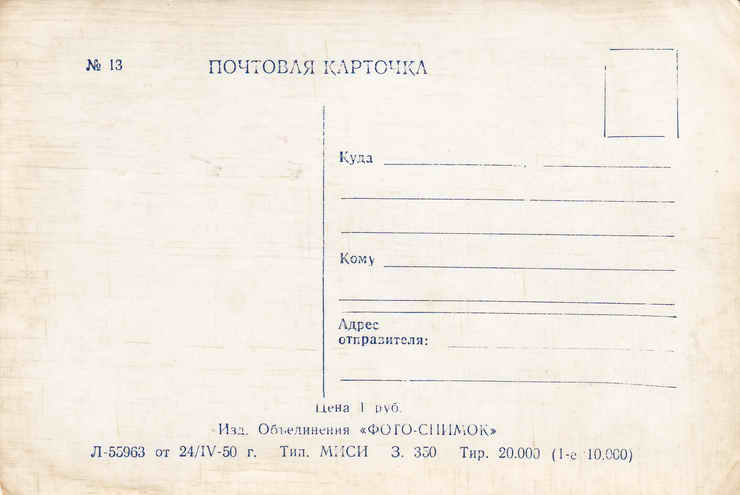 № 13
ПОЧТОВАЯ КАРТОЧКА
Куда
Кому
Адрес
отправителя:
Цена 1 руб.
Изд. Объединения «ФОТО-СНИМОК»
Л-55963 от 24/IV-50 г. Тип. МИСИ З. 350 Тир. 20.000 (1-е 10.000)